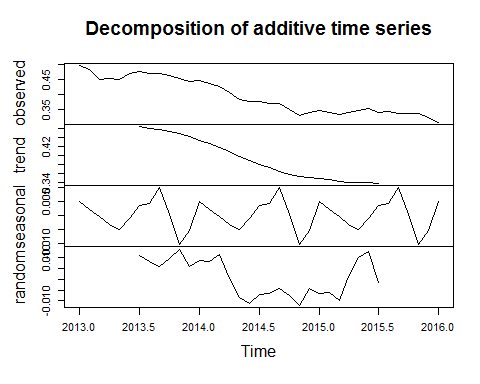 Decomposition of additive time series
observed
0.35 0.45
trend
0.34 0.42
seasonal
-0.010 0.005
random
-0.010 0.000
2013.0 2013.5 2014.0 2014.5 2015.0 2015.5 2016.0
Time